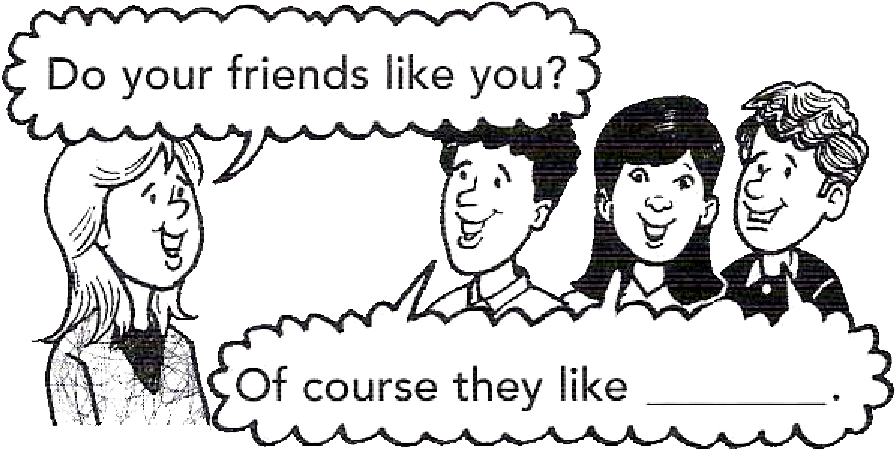 Do your friends like you?
Of course they like ________.